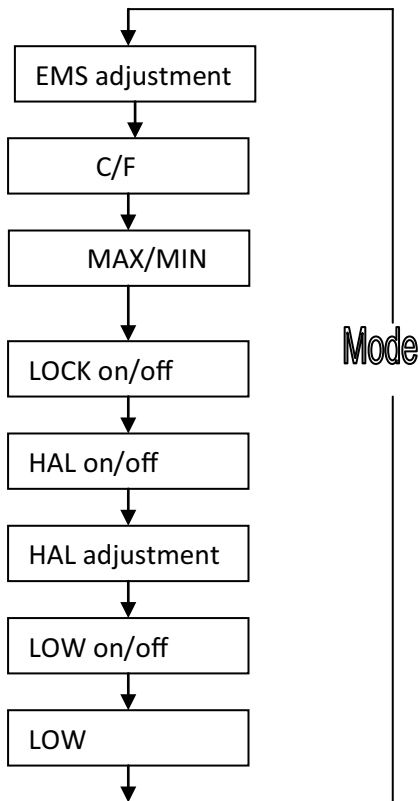 EMS adjustment
C/F
MAX/MIN
Mode
LOCK on/off
HAL on/off
HAL adjustment
LOW on/off
LOW